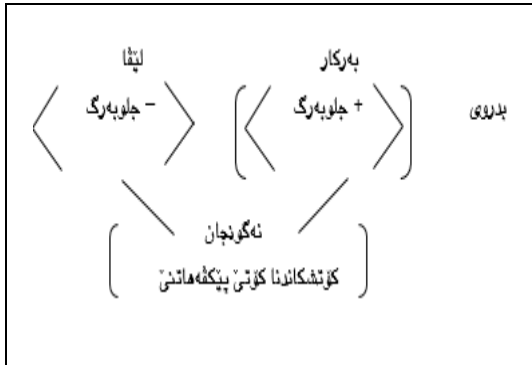 بەرکار لێڤا
بدروی + جلوبەرگ – جلوبەرگ
نەگونجان
کۆتشکاندنا کۆتێ پێکڤەهاتنێ